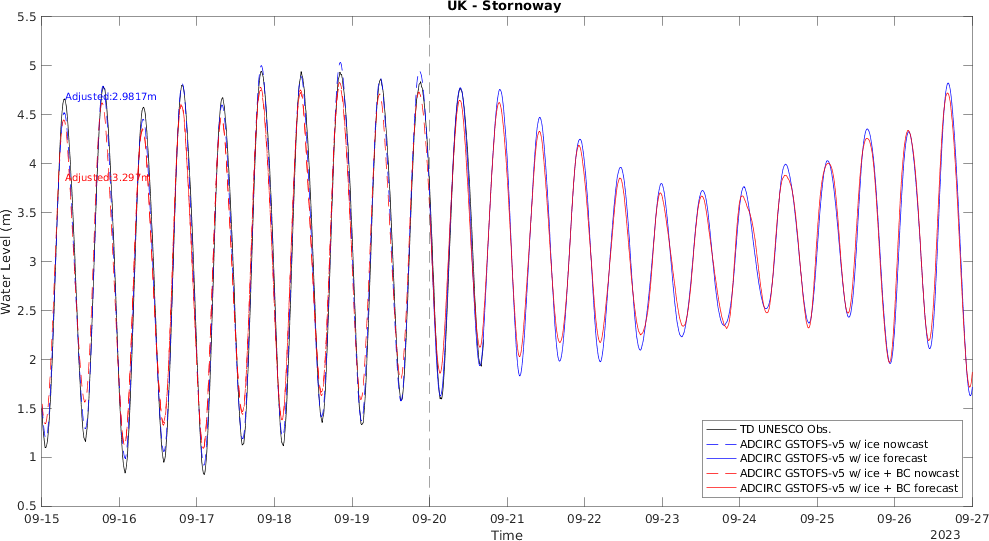 UK - Stornoway
5.5
5
4.5
4
3.5
3
2.5
2
1.5
1
0.5
Water Level (m)
Adjusted:2.9817m
Adjusted:3.297m
TD UNESCO Obs.
ADCIRC GSTOFS-v5 w/ ice nowcast
ADCIRC GSTOFS-v5 w/ ice forecast
ADCIRC GSTOFS-v5 w/ ice + BC nowcast
ADCIRC GSTOFS-v5 w/ ice + BC forecast
09-15 09-16 09-17 09-18 09-19 09-20 09-21 09-22 09-23 09-24 09-25 09-26 09-27
Time
2023